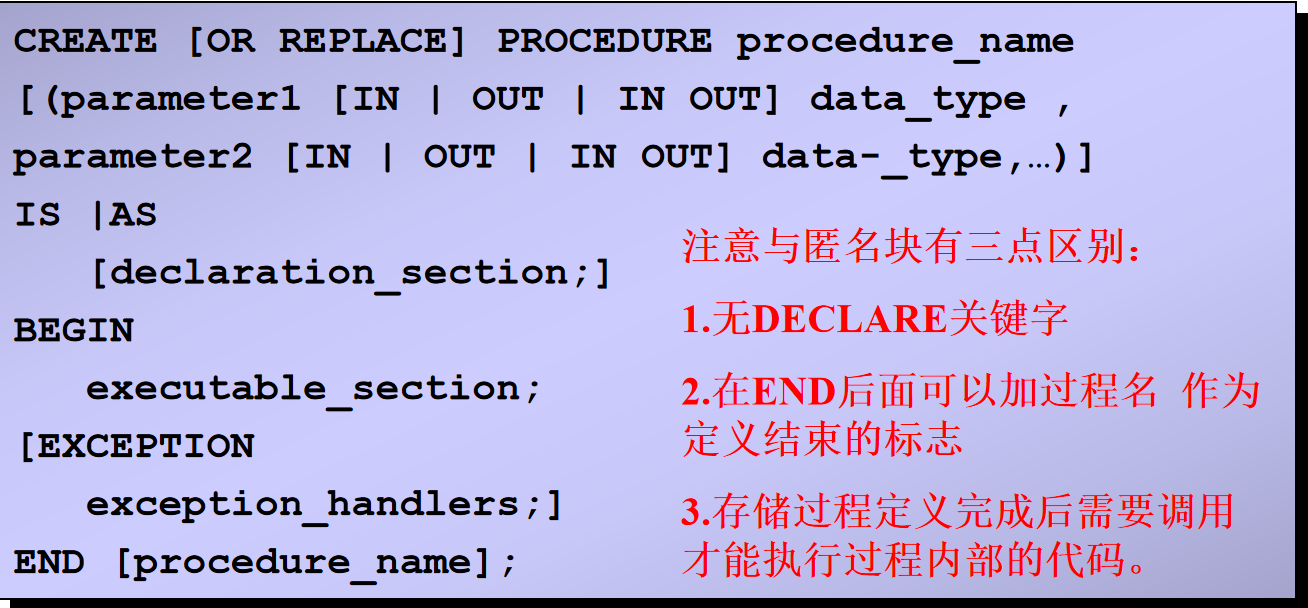 CREATE [OR REPLACE] PROCEDURE procedure_name
[(parameter1 [IN | OUT | IN OUT] data_type ,
parameter2 [IN | OUT | IN OUT] data-_type,…)]
IS |AS
[declaration_section;]
BEGIN
executable_section;
[EXCEPTION
exception_handlers;]
END [procedure_name];
注意与匿名块有三点区别：
1.无DECLARE关键字
2.在END后面可以加过程名 作为
定义结束的标志
3.存储过程定义完成后需要调用
才能执行过程内部的代码。